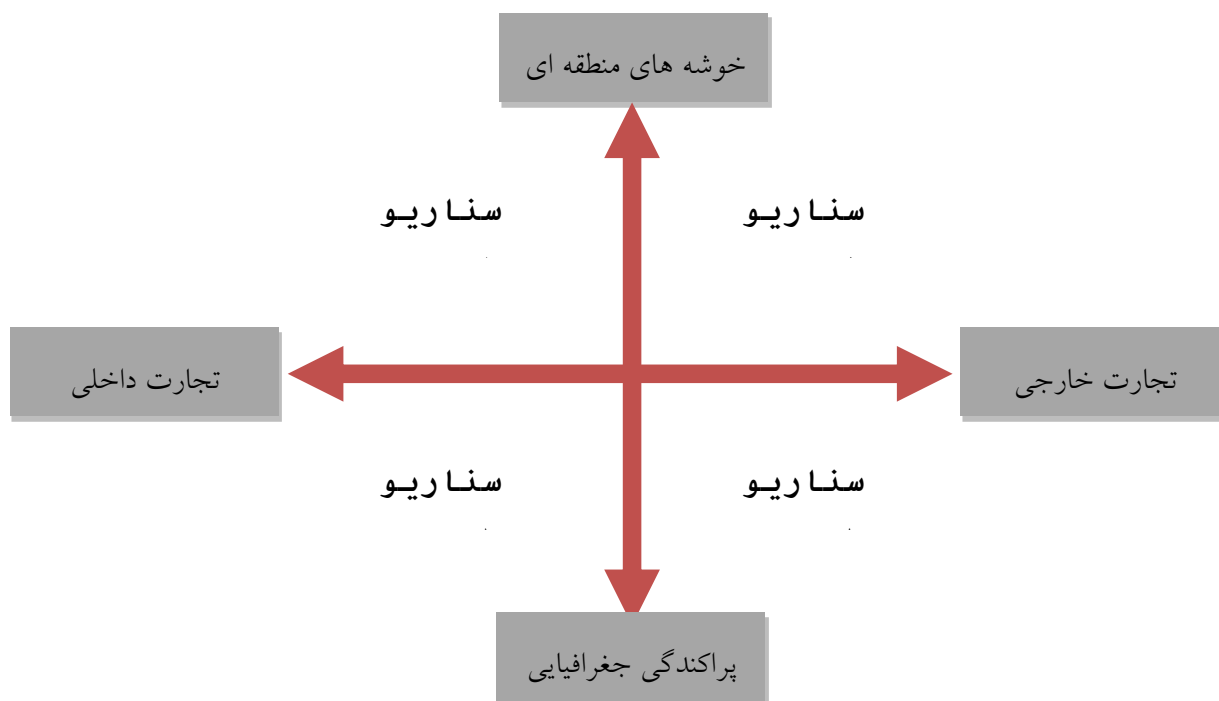 خوشه های منطقه ای
سناریو
سناریو
تجارت خارجی
تجارت داخلی
سناریو
سناریو
پراکندگی جغرافیایی